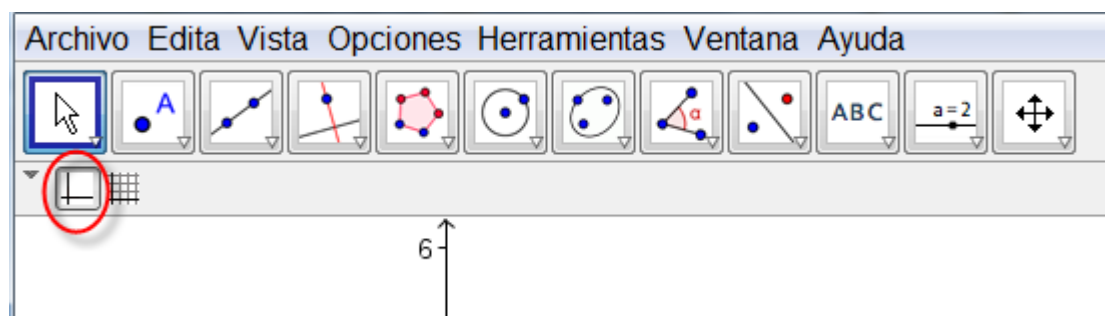 Archivo Edita Vista Opciones Herramientas Ventana Ayuda
A α ABC a=2
6